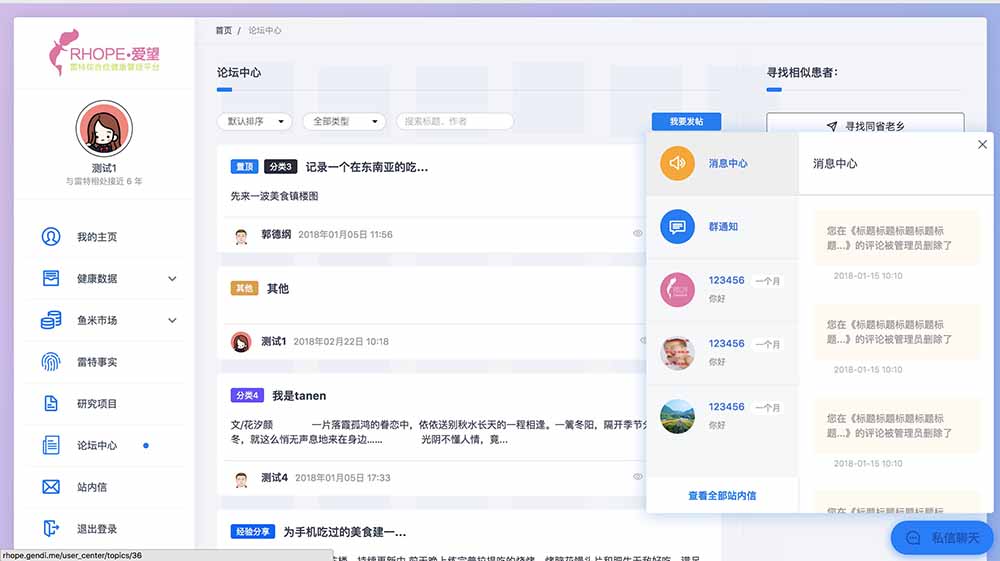 RHOPE·爱望
雷特综合征健康管理平台
测试1
与雷特相处接近 6 年
我的主页
健康数据
鱼米市场
雷特事实
研究项目
论坛中心
站内信
退出登录
rhope.gendi.me/user_center/topics/36
首页 / 论坛中心
论坛中心
默认排序
全部类型
搜索标题、作者
我要发帖
置顶 分类3 记录一个在东南亚的吃...
先来一波美食镇楼图
郭德纲 2018年01月05日 11:56
其他 其他
测试1 2018年02月22日 10:18
分类4 我是tanen
文/花汐颜 一片落霞孤鸿的眷恋中，依依送别秋水长天的一程相逢。一篱冬阳，隔开季节
冬，就这么悄无声息地来在身边...... 光阴不懂人情，竟...
测试4 2018年01月05日 17:33
经验分享 为手机吃过的美食建一...
寻找相似患者：
寻找同省老乡
消息中心
群通知
123456 一个月
你好
123456 一个月
你好
123456 一个月
你好
查看全部站内信
消息中心
您在《标题标题标题标题标
题...》的评论被管理员删除了
2018-01-15 10:10
您在《标题标题标题标题标
题...》的评论被管理员删除了
2018-01-15 10:10
您在《标题标题标题标题标
题...》的评论被管理员删除了
2018-01-15 10:10
您在《标题标题标题标题标
私信聊天